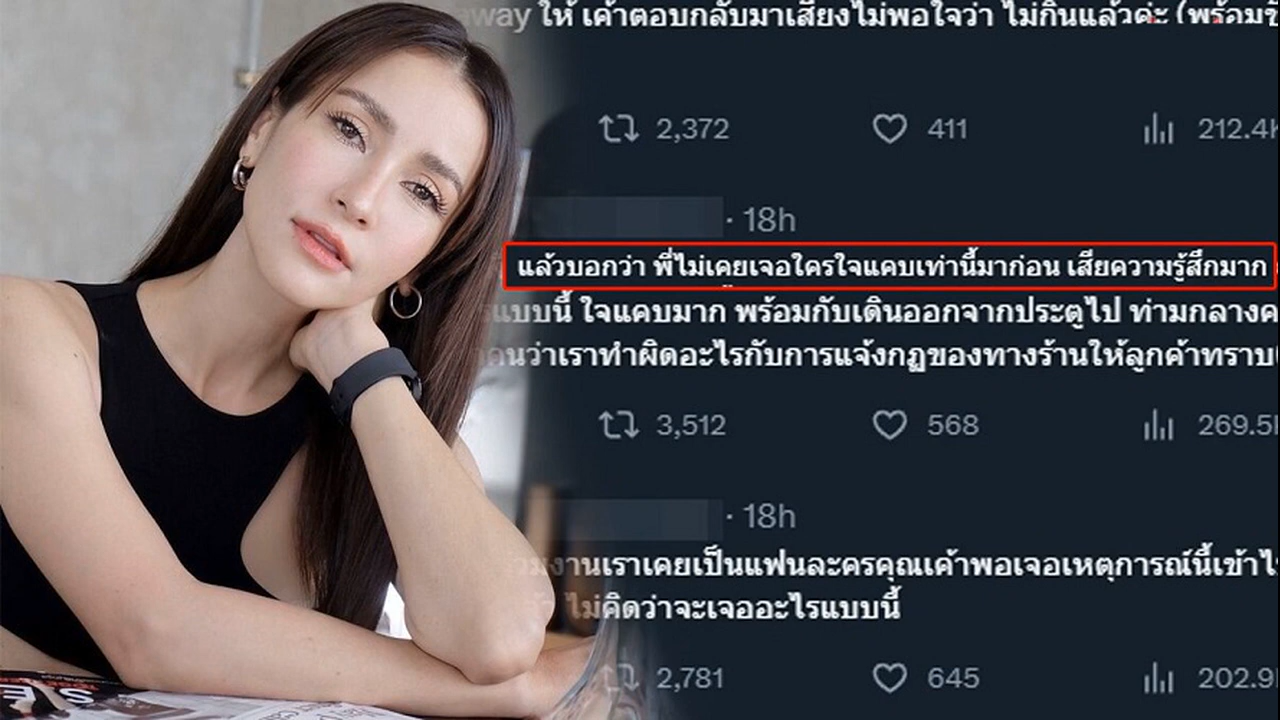 away ให้ เค้าตอบกลับมาเสียงไม่พอใจว่า ไม่กินแล้วค่ะ
2,372 411 212.4K
· 18h
แล้วบอกว่า พี่ไม่เคยเจอใครใจแคบเท่านี้มาก่อน เสียความรู้สึกมาก
แบบนี้ ใจแคบมาก พร้อมกับเดินออกจากประตูไป ท่ามกลาง
ว่าเราทำผิดอะไรกับการแจ้งกฏของทางร้านให้ลูกค้าทราบ
3,512 568 269.5
· 18h
งานเราเคยเป็นแฟนละครคุณเค้าพอเจอเหตุการณ์นี้เข้าไป
ไม่คิดว่าจะเจออะไรแบบนี้
2,781 645 202.9